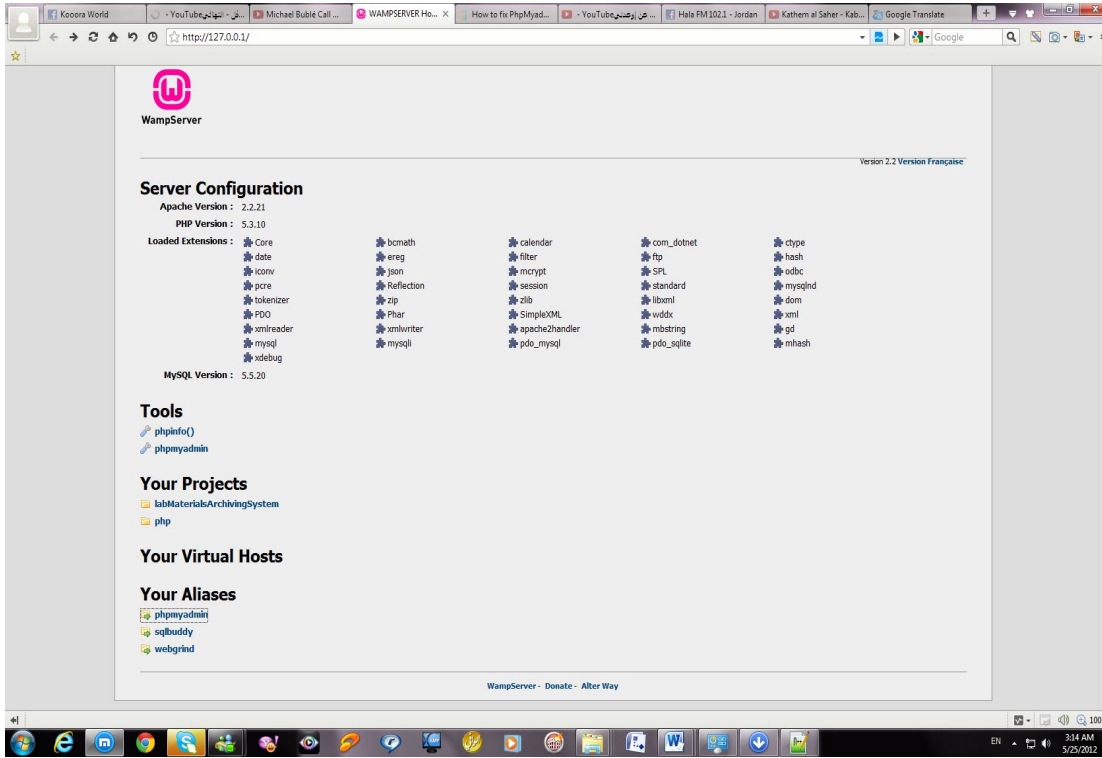 Kooora World
YouTube -
Michael Bublé Call ...
WAMPSERVER Ho...
How to fix PhpMyad...
YouTube -
Hala FM 102.1 - Jordan
Kathem al Saher - Kab...
Google Translate
http://127.0.0.1/
Google
WampServer
Version 2.2 Version Française
Server Configuration
Apache Version : 2.2.21
PHP Version : 5.3.10
Loaded Extensions : Core bcmath calendar com_dotnet ctype
date ereg filter ftp hash
iconv json mcrypt SPL odbc
pcre Reflection session standard mysqlnd
tokenizer zip zlib libxml dom
PDO Phar SimpleXML wddx xml
xmlreader xmlwriter apache2handler mbstring gd
mysql mysqli pdo_mysql pdo_sqlite mhash
xdebug
MySQL Version : 5.5.20
Tools
phpinfo()
phpmyadmin
Your Projects
labMaterialsArchivingSystem
php
Your Virtual Hosts
Your Aliases
phpmyadmin
sqlbuddy
webgrind
WampServer - Donate - Alter Way
100
EN
3:14 AM
5/25/2012